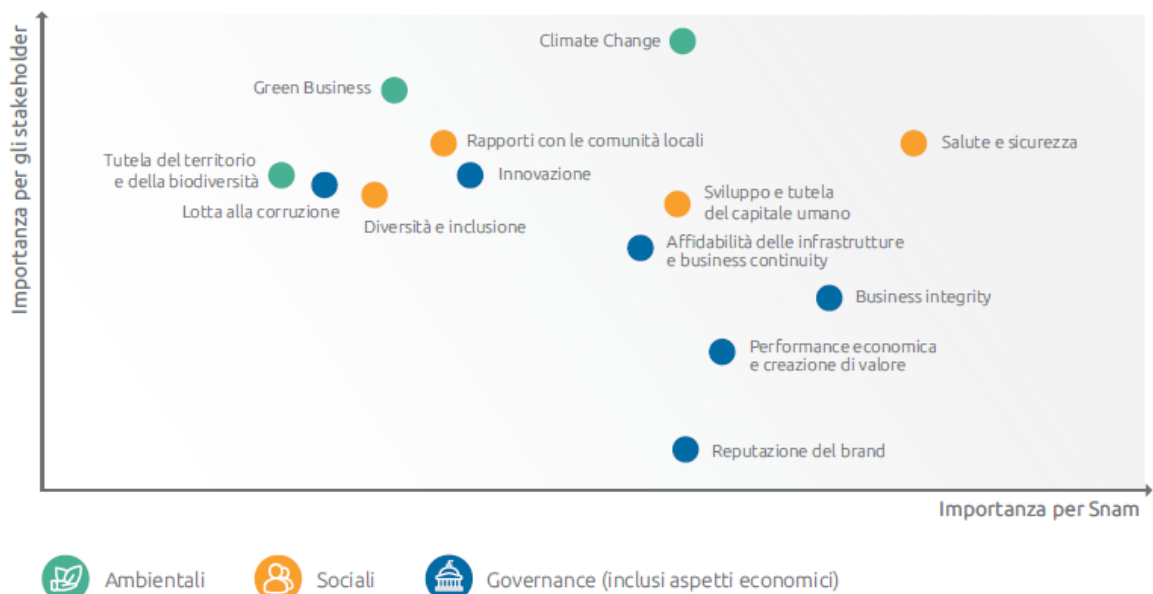 Importanza per gli stakeholder
Climate Change
Green Business
Rapporti con le comunità locali
Salute e sicurezza
Tutela del territorio
e della biodiversità
Innovazione
Lotta alla corruzione
Diversità e inclusione
Sviluppo e tutela
del capitale umano
Affidabilità delle infrastrutture
e business continuity
Business integrity
Performance economica
e creazione di valore
Reputazione del brand
Importanza per Snam
Ambientali
Sociali
Governance (inclusi aspetti economici)